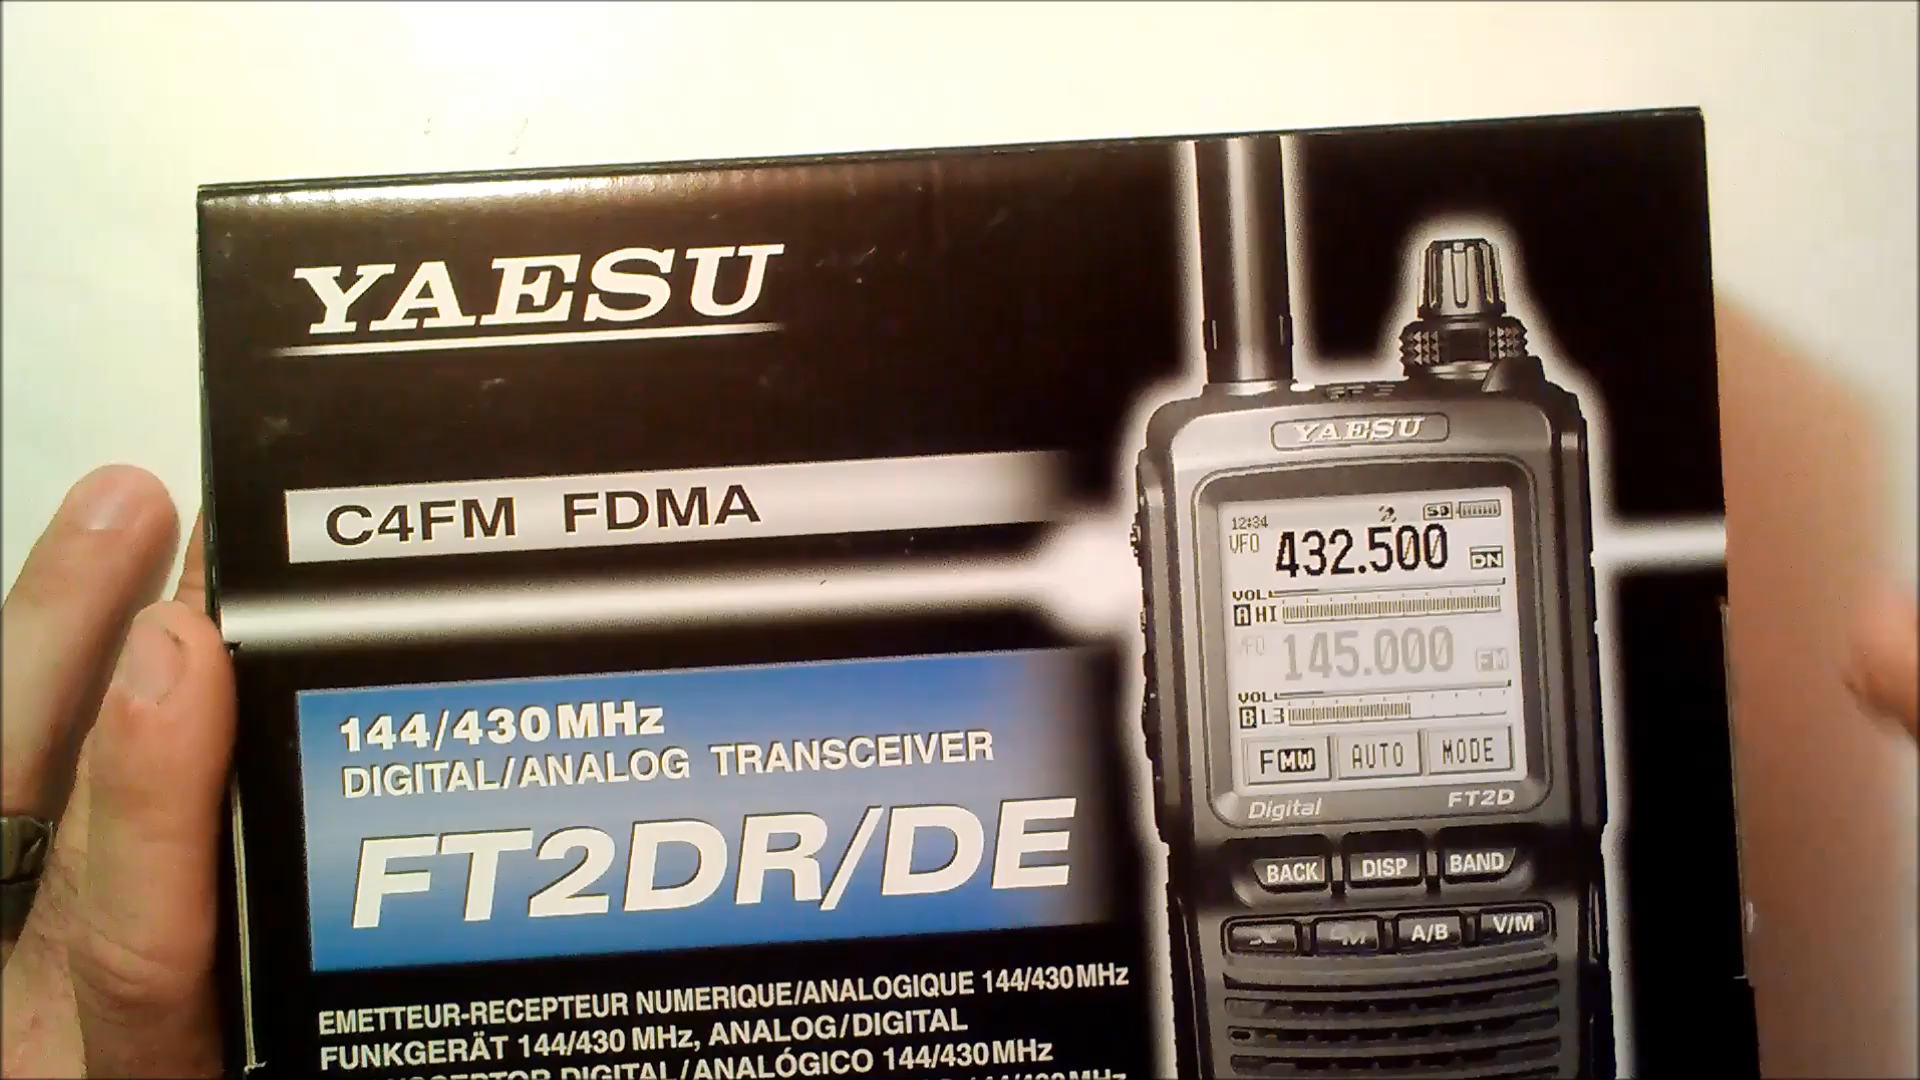 YAESU
C4FM FDMA
144/430MHz
DIGITAL/ANALOG TRANSCEIVER
FT2DR/DE
EMETTEUR-RECEPTEUR NUMERIQUE/ANALOGIQUE 144/430MHz
FUNKGERÄT 144/430 MHz, ANALOG/DIGITAL
DIGITAL/ANALÓGICO 144/430MHz
YAESU
12:34 SD
VFO 432.500 DN
VOL
A HI
VFO 145.000 FM
VOL
B L3
F MW AUTO MODE
Digital FT2D
BACK DISP BAND
A/B V/M